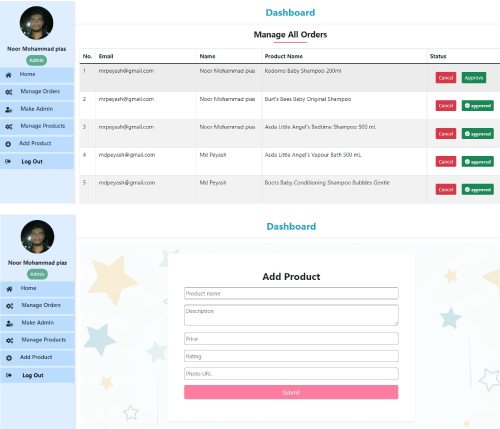 Dashboard
Noor Mohammad pias
Admin
Home
Manage Orders
Make Admin
Manage Products
Add Product
Log Out
Manage All Orders
No. Email Name Product Name Status
1 mrpeyash@gmail.com Noor Mohammad pias Kodomo Baby Shampoo 200ml Cancel Approve
2 mrpeyash@gmail.com Noor Mohammad pias Burt's Bees Baby Original Shampoo Cancel approved
3 mrpeyash@gmail.com Noor Mohammad pias Asda Little Angel's Bedtime Shampoo 500 mL Cancel approved
4 mdpeyash@gmail.com Md Peyash Asda Little Angel's Vapour Bath 500 mL Cancel approved
5 mdpeyash@gmail.com Md Peyash Boots Baby Conditioning Shampoo Bubbles Gentle Cancel approved
Dashboard
Noor Mohammad pias
Admin
Home
Manage Orders
Make Admin
Manage Products
Add Product
Log Out
Add Product
Product name
Description
Price
Rating
Photo URL
Submit